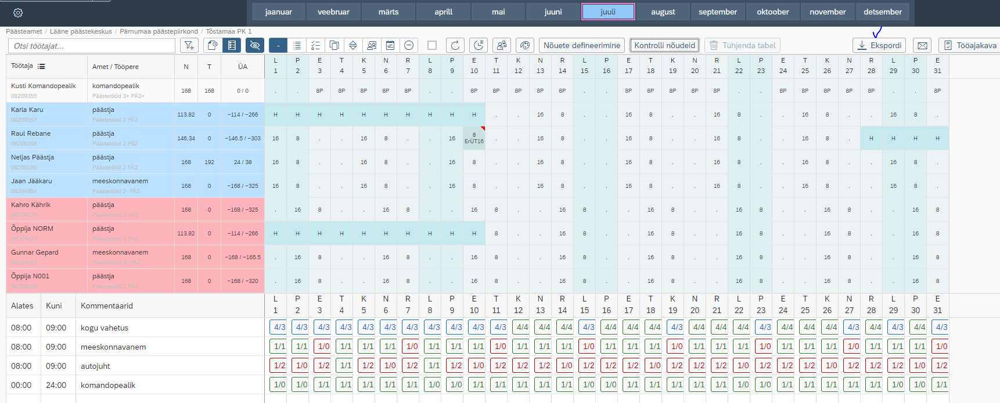 jaanuar veebruar märts aprill mai juuni juuli august september oktoober november detsember
Päästeamet / Lääne päästekeskus / Pärnumaa päästepiirkond / Tõstamaa PK 1
Otsi töötajat... - Nõuete defineerimine Kontrolli nõudeid Tühjenda tabel Ekspordi Tööajakava
L P E T K N R L P E T K N R L P E T K N R L P E T K N R L P E
Töötaja Amet / Tööpere N T ÜA 1 2 3 4 5 6 7 8 9 10 11 12 13 14 15 16 17 18 19 20 21 22 23 24 25 26 27 28 29 30 31
Kusti Komandopealik komandopealik 168 168 0 / 0 . . 8P 8P 8P 8P 8P . . 8P 8P 8P 8P 8P . . 8P 8P 8P 8P 8P . . 8P 8P 8P 8P 8P . . 8P
08209355 Päästetööd 3+ PÄ3+
Karla Karu päästja 113.82 0 −114 / −266 H H H H H H H H H H . . 16 8 . . 16 8 . . 16 8 . . 16 8 . . 16 8 .
08209357 Päästetööd 2 PÄ2
Raul Rebane päästja 146.34 0 −146.5 / −303 16 8 . . 16 8 . . 16 8 ErÜT16 . . 16 8 . . 16 8 . . 16 8 . . 16 8 . H H H H
08209358 Päästetööd 2 PÄ2
Neljas Päästja päästja 168 192 24 / 38 16 8 . . 16 8 . . 16 8 . . 16 8 . . 16 8 . . 16 8 . . 16 8 . . 16 8 .
08209190 Päästetööd 2 PÄ2
Jaan Jääkaru meeskonnavanem 168 0 −168 / −325 16 8 . . 16 8 . . 16 8 . . 16 8 . . 16 8 . . 16 8 . . 16 8 . . 16 8 .
08209364 Päästetööd 2- PÄ2-
Kahro Kährik päästja 168 0 −168 / −325 . 16 8 . . 16 8 . . 16 8 . . 16 8 . . 16 8 . . 16 8 . . 16 8 . . 16 8
Päästetööd 2 PÄ2
Õppija NORM päästja 113.82 0 −114 / −266 H H H H H H H H H H 8 . . 16 8 . . 16 8 . . 16 8 . . 16 8 . . 16 8
Päästetööd 2 PÄ2
Gunnar Gepard meeskonnavanem 168 0 −168 / −165.5 . 16 8 . . 16 8 . . 16 8 . . 16 8 . . 16 8 . . 16 8 . . 16 8 . . 16 8
Päästetööd 2- PÄ2-
Õppija N001 päästja 168 0 −168 / −320 . 16 8 . . 16 8 . . 16 8 . . 16 8 . . 16 8 . . 16 8 . . 16 8 . . 16 8
Päästetööd 2 PÄ2
L P E T K N R L P E T K N R L P E T K N R L P E T K N R L P E
Alates Kuni Kommentaarid 1 2 3 4 5 6 7 8 9 10 11 12 13 14 15 16 17 18 19 20 21 22 23 24 25 26 27 28 29 30 31
08:00 09:00 kogu vahetus 4/3 4/3 4/3 4/3 4/3 4/3 4/3 4/3 4/3 4/3 4/3 4/4 4/4 4/4 4/3 4/4 4/4 4/4 4/3 4/4 4/4 4/4 4/3 4/4 4/4 4/4 4/3 4/4 4/3 4/4 4/3
08:00 09:00 meeskonnavanem 1/1 1/1 1/0 1/1 1/1 1/1 1/0 1/1 1/1 1/1 1/0 1/1 1/1 1/1 1/0 1/1 1/1 1/1 1/0 1/1 1/1 1/1 1/0 1/1 1/1 1/1 1/0 1/1 1/1 1/1 1/0
08:00 09:00 autojuht 1/2 1/0 1/2 1/1 1/2 1/0 1/2 1/1 1/2 1/0 1/2 1/2 1/2 1/0 1/2 1/2 1/2 1/0 1/2 1/2 1/2 1/0 1/2 1/2 1/2 1/0 1/2 1/2 1/2 1/0 1/2
00:00 24:00 komandopealik 1/0 1/0 1/1 1/1 1/1 1/1 1/1 1/0 1/0 1/1 1/1 1/1 1/1 1/1 1/0 1/0 1/1 1/1 1/1 1/1 1/1 1/0 1/0 1/1 1/1 1/1 1/1 1/1 1/0 1/0 1/1